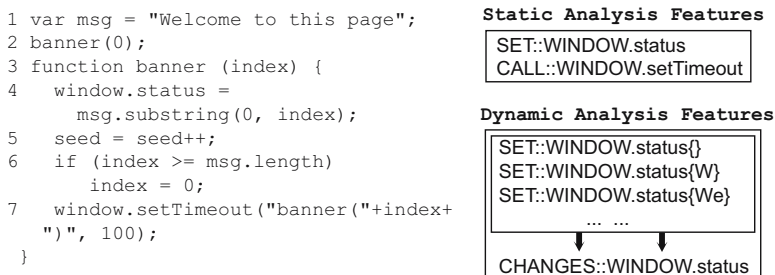 1 var msg = "Welcome to this page";
2 banner(0);
3 function banner (index) {
4 window.status =
msg.substring(0, index);
5 seed = seed++;
6 if (index >= msg.length)
index = 0;
7 window.setTimeout("banner("+index+
")", 100);
}
Static Analysis Features
SET::WINDOW.status
CALL::WINDOW.setTimeout
Dynamic Analysis Features
SET::WINDOW.status{}
SET::WINDOW.status{W}
SET::WINDOW.status{We}
... ...
CHANGES::WINDOW.status